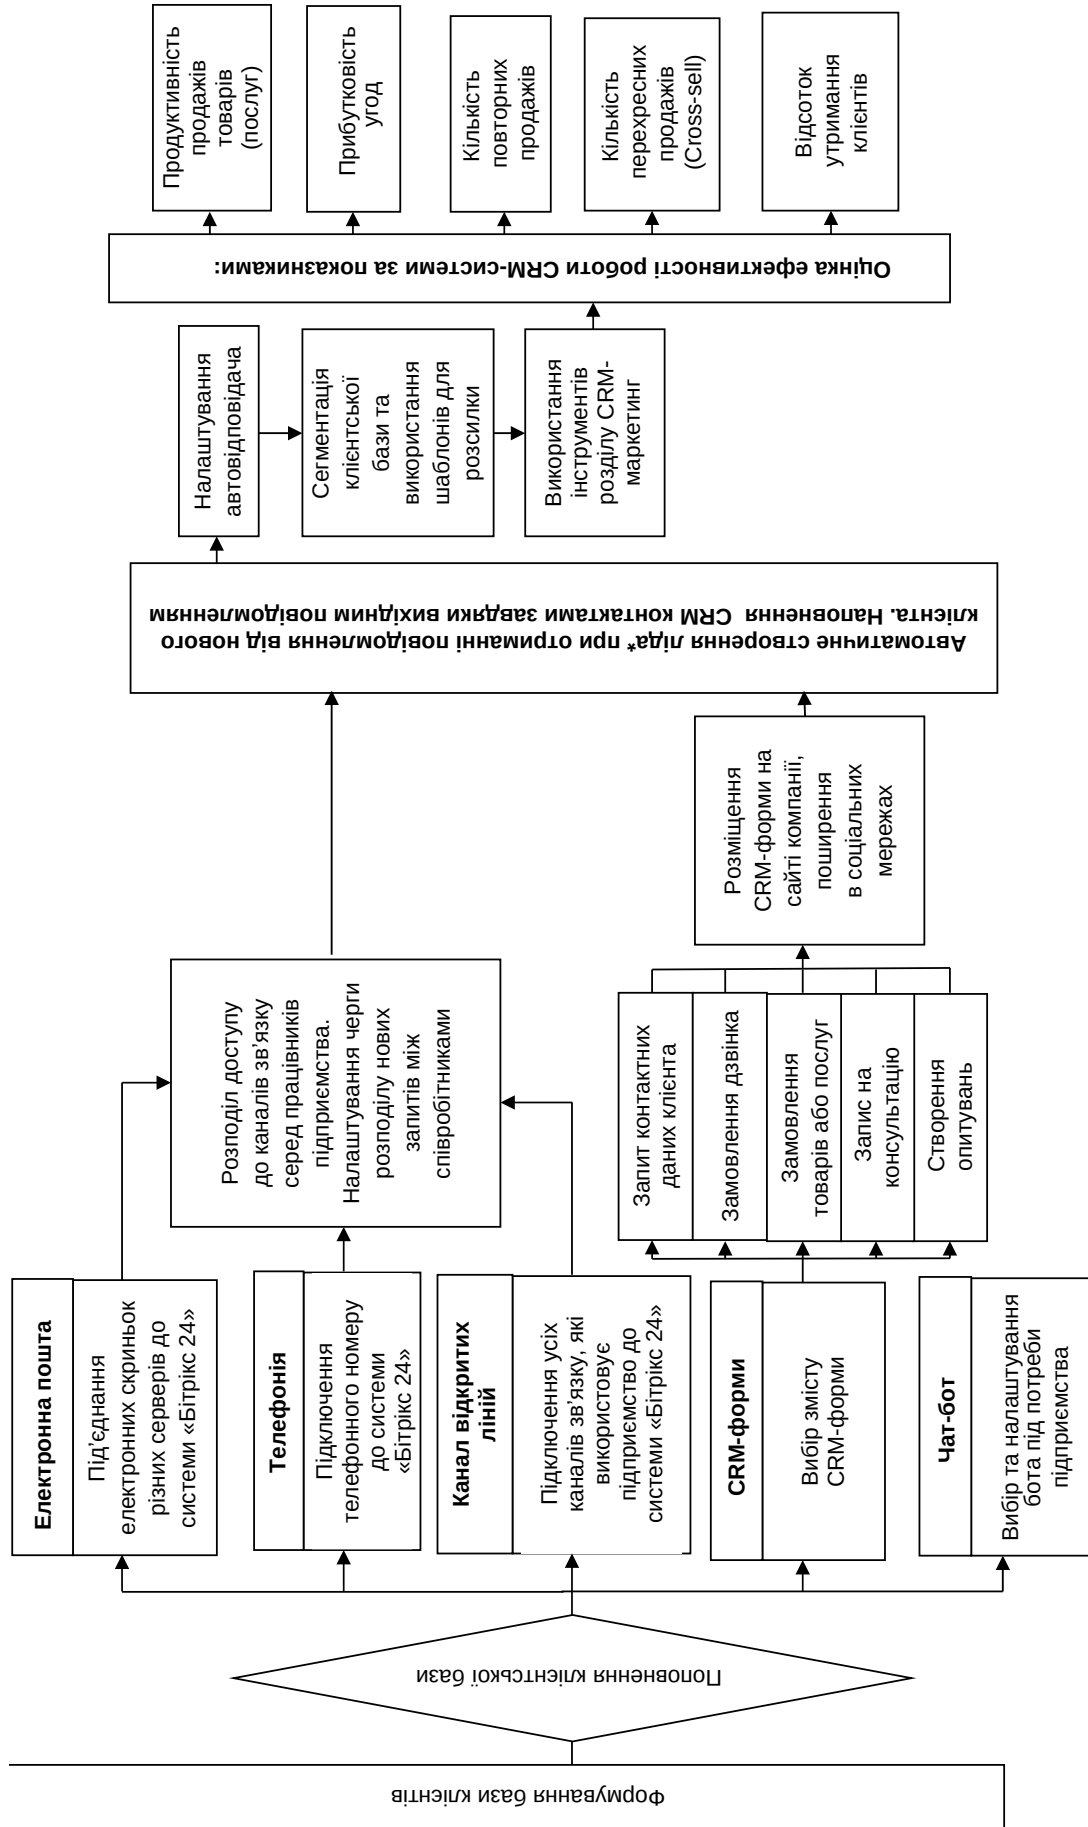 Формування бази клієнтів
Поповнення клієнтської бази
Електронна пошта
Під’єднання
електронних скриньок
різних серверів до
системи «Бітрікс 24»
Телефонія
Підключення
телефонного номеру
до системи
«Бітрікс 24»
Канал відкритих
ліній
Підключення усіх
каналів зв’язку, які
використовує
підприємство до
системи «Бітрікс 24»
CRM-форми
Вибір змісту
CRM-форми
Чат-бот
Вибір та налаштування
бота під потреби
підприємства
Розподіл доступу
до каналів зв’язку
серед працівників
підприємства.
Налаштування черги
розподілу нових
запитів між
співробітниками
Запит контактних
даних клієнта
Замовлення дзвінка
Замовлення
товарів або послуг
Запис на
консультацію
Створення
опитувань
Розміщення
CRM-форми на
сайті компанії,
поширення
в соціальних
мережах
Автоматичне створення ліда* при отриманні повідомлення від нового
клієнта. Наповнення CRM контактами завдяки вихідним повідомленням
Налаштування
автовідповідача
Сегментація
клієнтської
бази та
використання
шаблонів для
розсилки
Використання
інструментів
розділу CRM-
маркетинг
Оцінка ефективності роботи CRM-системи за показниками:
Продуктивність
продажів
товарів
(послуг)
Прибутковість
угод
Кількість
повторних
продажів
Кількість
перехресних
продажів
(Cross-sell)
Відсоток
утримання
клієнтів